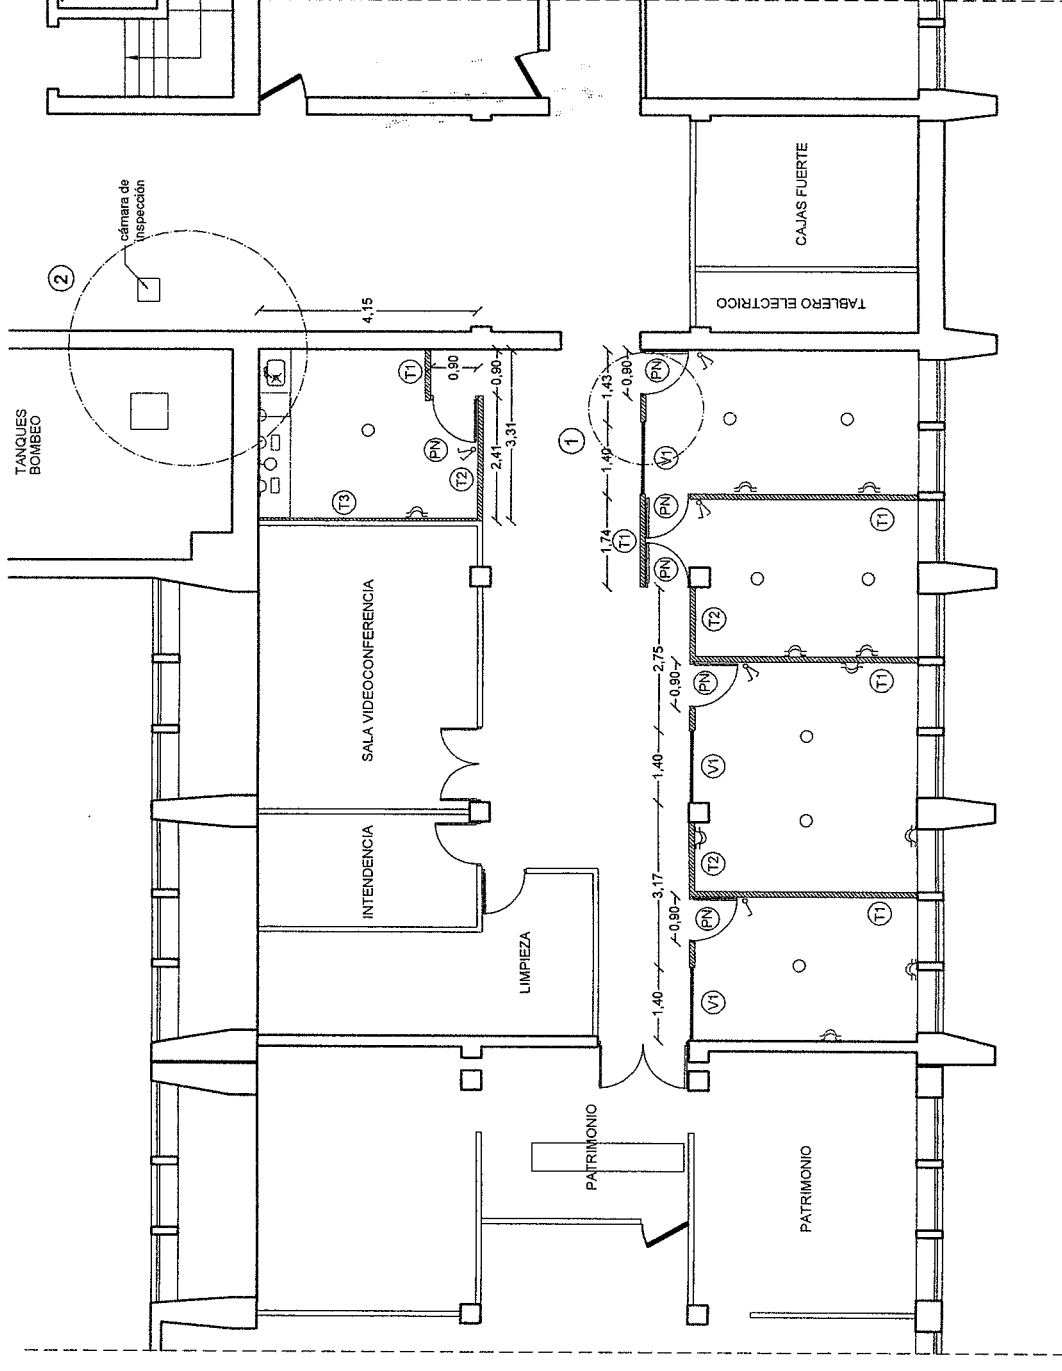 cámara de
inspección
2
TANQUES
BOMBEO
CAJAS FUERTE
TABLERO ELECTRICO
4,15
T1
0,90
0,90
2,41
3,31
PN
T2
T3
1
1,43
0,90
PN
1,40
V1
1,74
T1
PN
PN
T1
T2
2,75
0,90
PN
T1
SALA VIDEOCONFERENCIA
1,40
V1
INTENDENCIA
T2
3,17
0,90
PN
T1
LIMPIEZA
1,40
V1
PATRIMONIO
PATRIMONIO